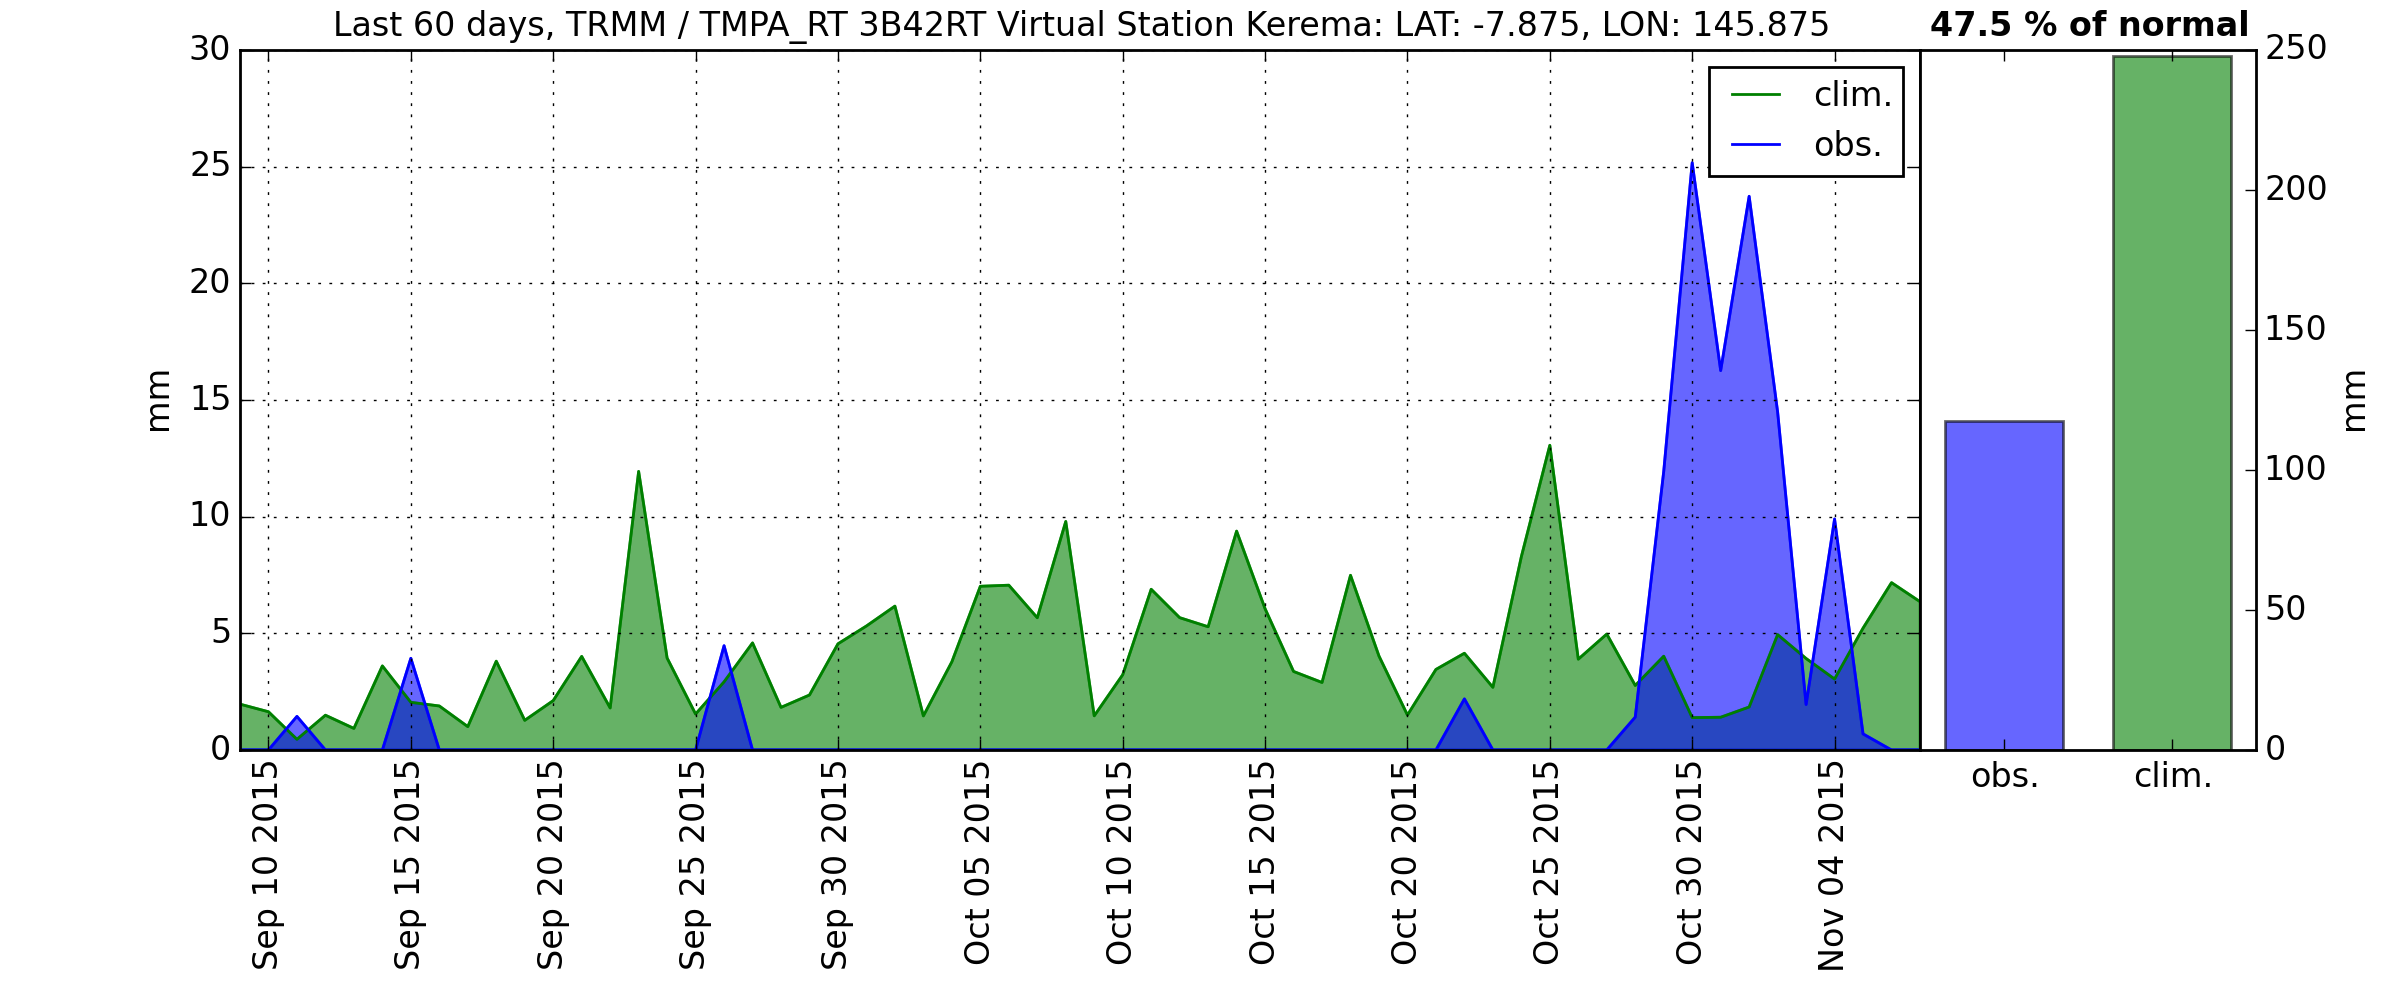 Last 60 days, TRMM / TMPA_RT 3B42RT Virtual Station Kerema: LAT: -7.875, LON: 145.875
47.5 % of normal
30
25
20
15
10
5
0
mm
clim.
obs.
250
200
150
100
50
0
mm
obs.
clim.
Sep 10 2015
Sep 15 2015
Sep 20 2015
Sep 25 2015
Sep 30 2015
Oct 05 2015
Oct 10 2015
Oct 15 2015
Oct 20 2015
Oct 25 2015
Oct 30 2015
Nov 04 2015